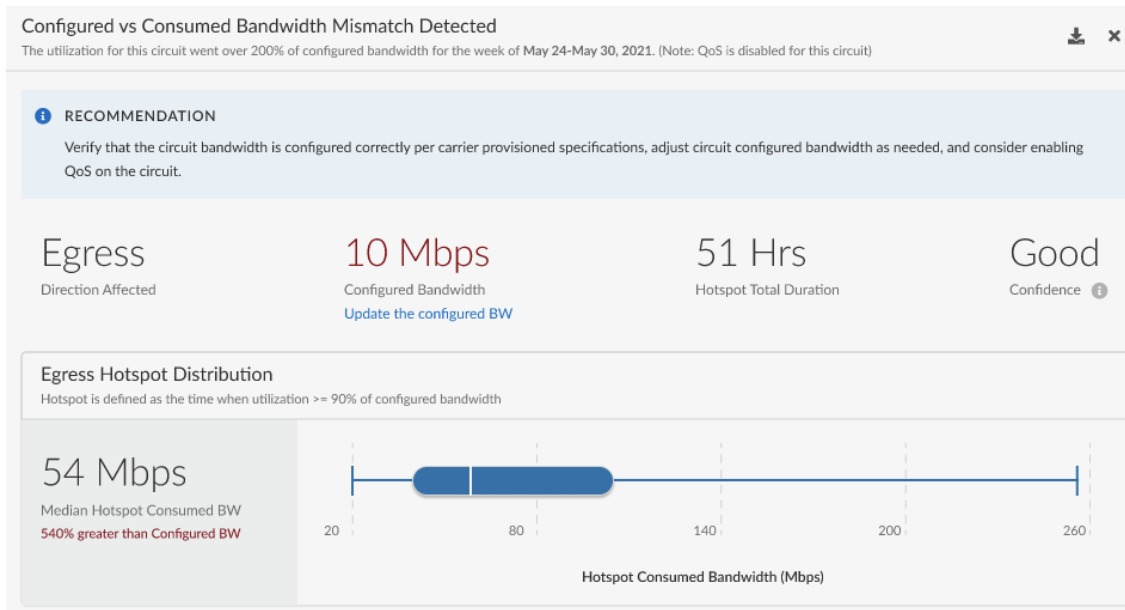 Configured vs Consumed Bandwidth Mismatch Detected
The utilization for this circuit went over 200% of configured bandwidth for the week of May 24-May 30, 2021. (Note: QoS is disabled for this circuit)
RECOMMENDATION
Verify that the circuit bandwidth is configured correctly per carrier provisioned specifications, adjust circuit configured bandwidth as needed, and consider enabling
QoS on the circuit.
Egress
Direction Affected
10 Mbps
Configured Bandwidth
Update the configured BW
51 Hrs
Hotspot Total Duration
Good
Confidence
Egress Hotspot Distribution
Hotspot is defined as the time when utilization >= 90% of configured bandwidth
54 Mbps
Median Hotspot Consumed BW
540% greater than Configured BW
20 80 140 200 260
Hotspot Consumed Bandwidth (Mbps)